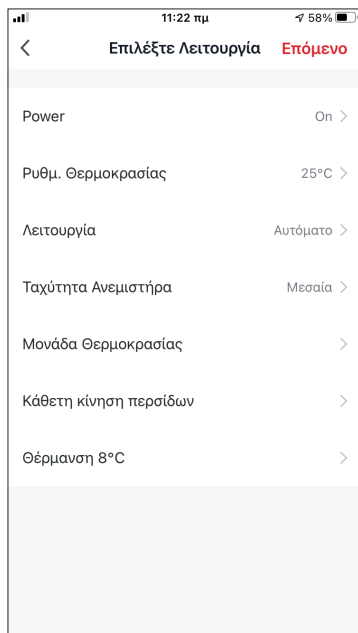 11:22 πμ 58%
Επιλέξτε Λειτουργία Επόμενο
Power On
Ρυθμ. Θερμοκρασίας 25°C
Λειτουργία Αυτόματο
Ταχύτητα Ανεμιστήρα Μεσαία
Μονάδα Θερμοκρασίας
Κάθετη κίνηση περσίδων
Θέρμανση 8°C